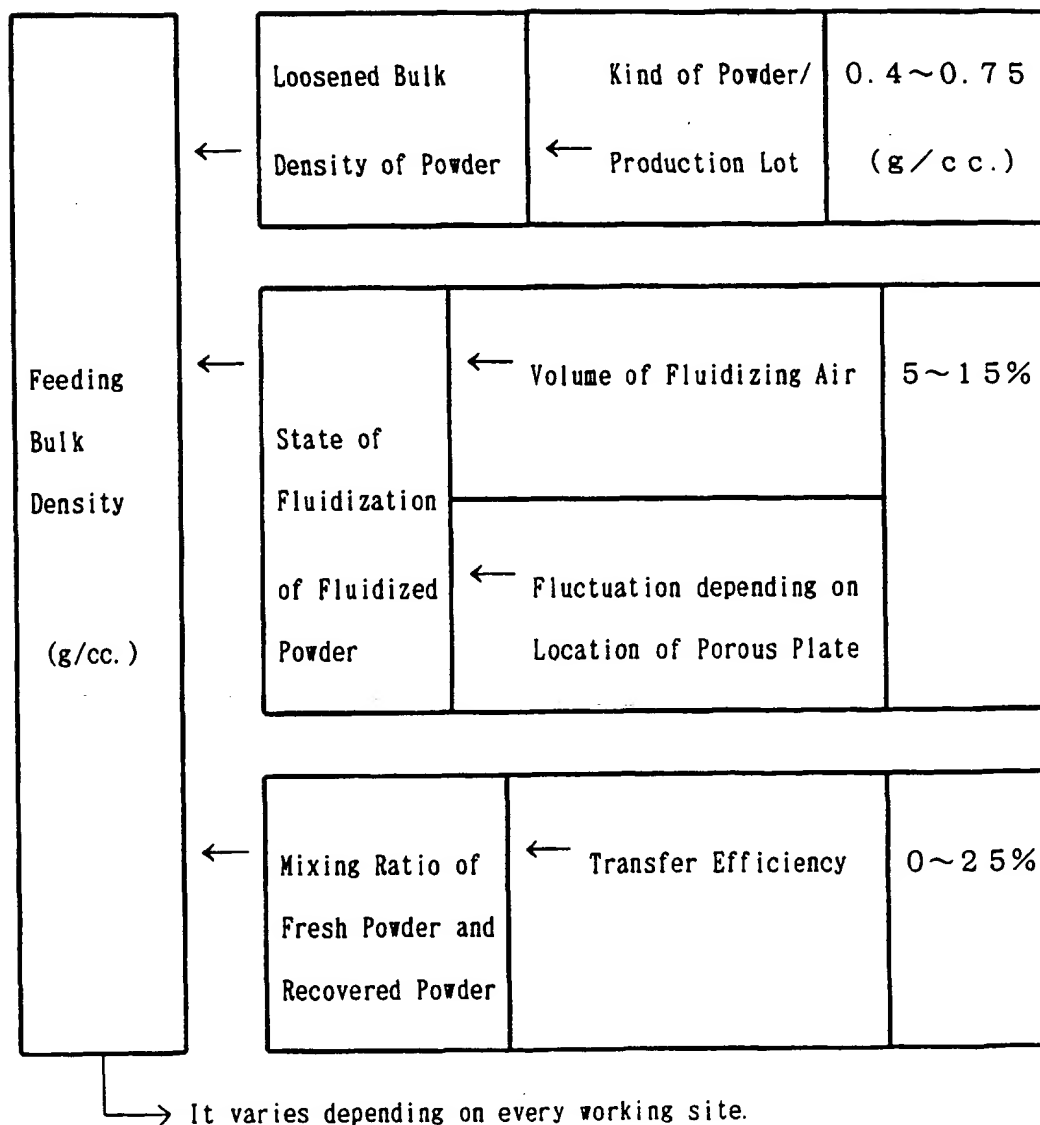 Feeding
Bulk
Density
(g/cc.)
← Loosened Bulk
Density of Powder
← Kind of Powder/
Production Lot
0.4~0.75
(g/cc.)
← State of
Fluidization
of Fluidized
Powder
← Volume of Fluidizing Air
5~15%
← Fluctuation depending on
Location of Porous Plate
← Mixing Ratio of
Fresh Powder and
Recovered Powder
← Transfer Efficiency
0~25%
→ It varies depending on every working site.